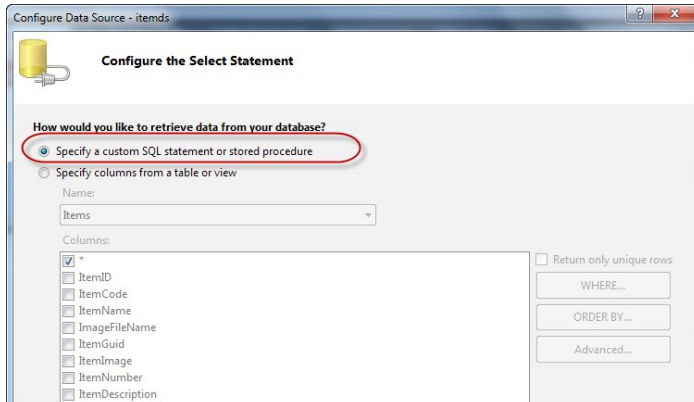 Configure Data Source - itemds
Configure the Select Statement
How would you like to retrieve data from your database?
Specify a custom SQL statement or stored procedure
Specify columns from a table or view
Name:
Items
Columns:
*
Return only unique rows
ItemID
WHERE...
ItemCode
ItemName
ORDER BY...
ImageFileName
ItemGuid
Advanced...
ItemImage
ItemNumber
ItemDescription